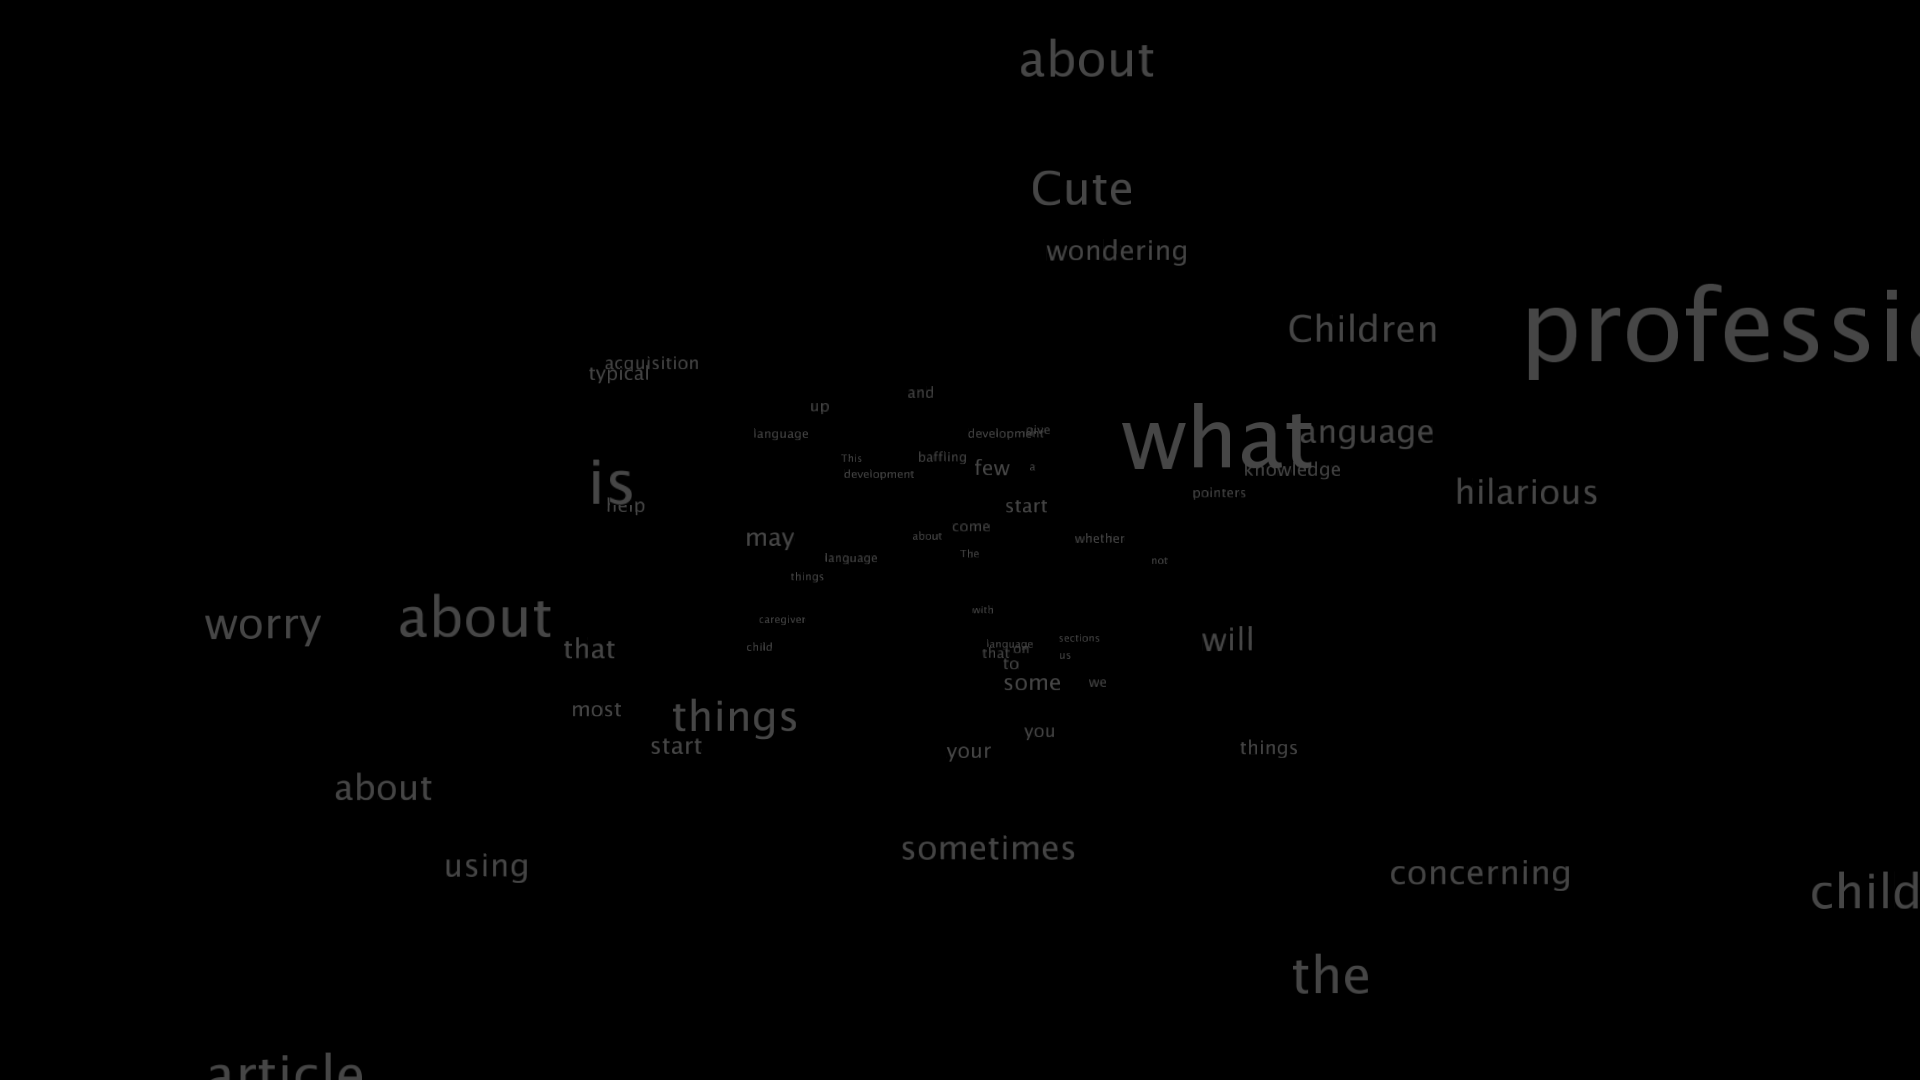 about
Cute
wondering
Children
professi
acquisition
typical
and
up
give
language
development
what
anguage
This
baffling
few
a
knowledge
development
is
pointers
hilarious
help
start
come
may
about
whether
The
language
not
things
with
worry
about
caregiver
sections
will
that
child
language
on
that
us
to
some
we
most
things
you
start
your
things
about
sometimes
using
concerning
child
the
article